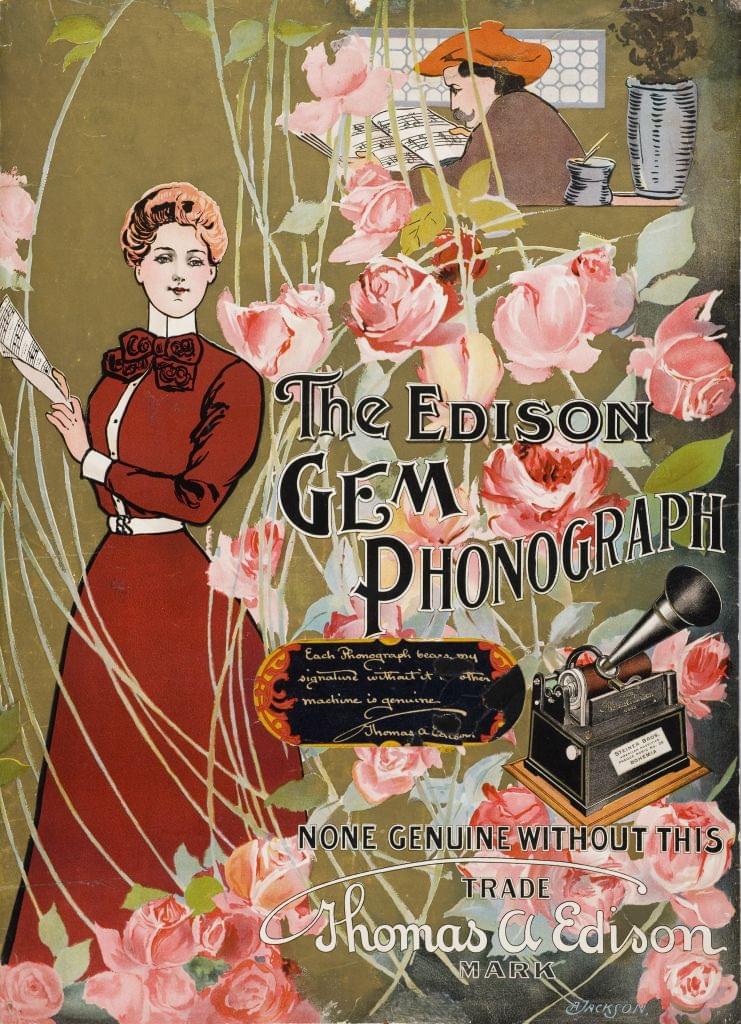 The Edison
Gem
Phonograph
Each Phonograph bears my
signature without it other
machine is genuine
Thomas A Edison
Steiner Bros.
Bohemia
NONE GENUINE WITHOUT THIS
TRADE
Thomas A Edison
MARK
A Jackson.